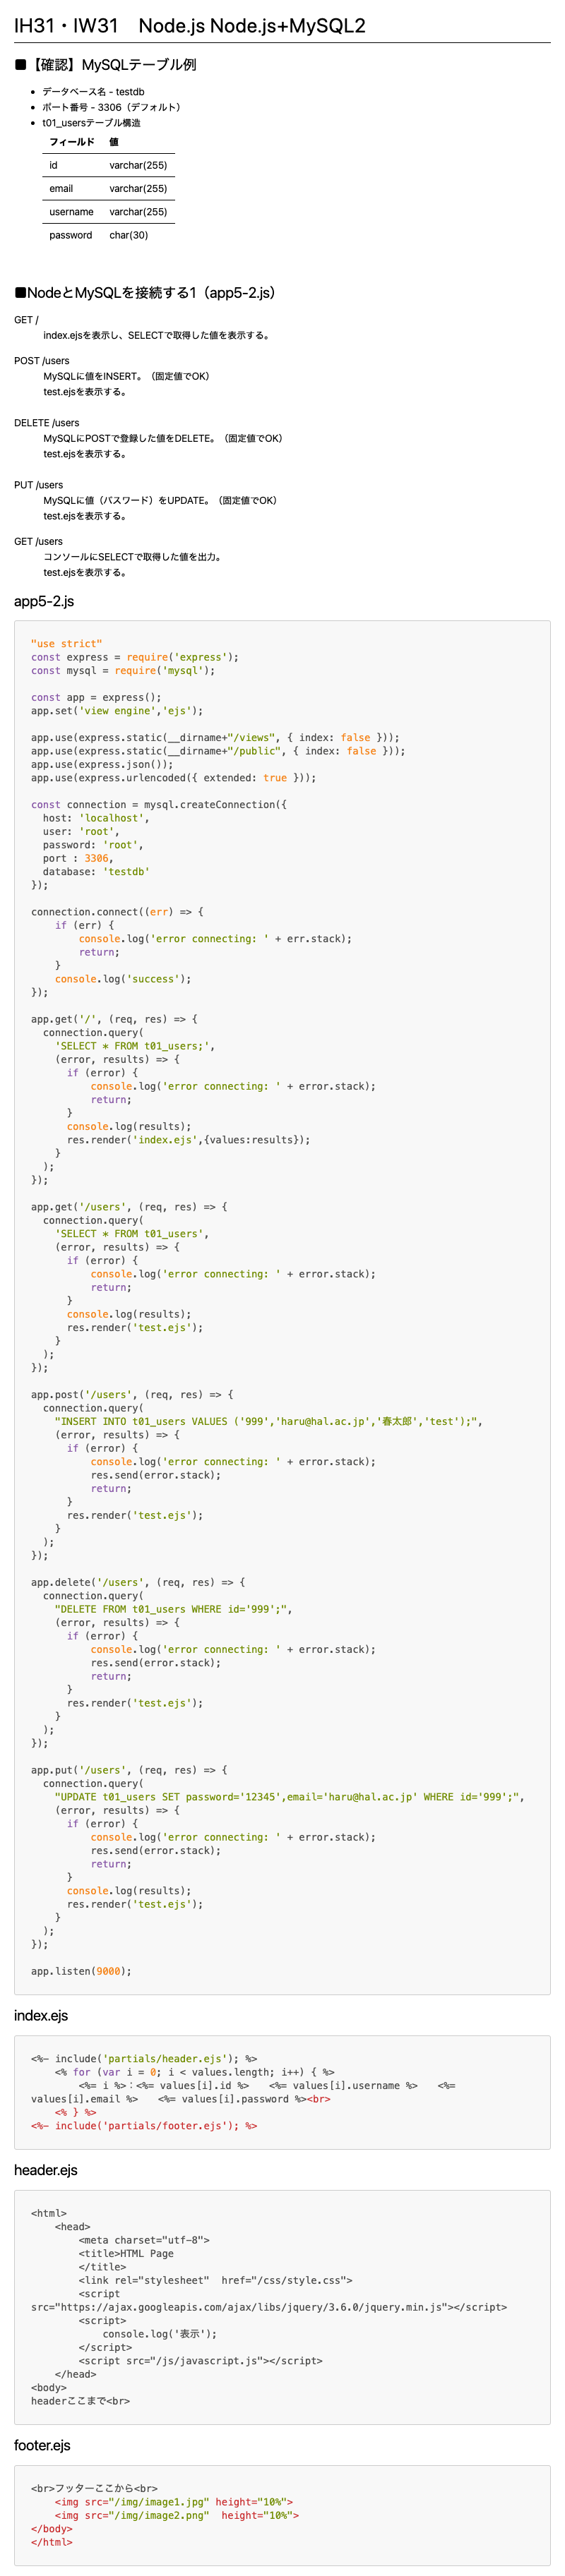 IH31・IW31　Node.js Node.js+MySQL2
■【確認】MySQLテーブル例
データベース名 - testdb
ポート番号 - 3306（デフォルト）
t01_usersテーブル構造
フィールド 値
id varchar(255)
email varchar(255)
username varchar(255)
password char(30)
■NodeとMySQLを接続する1（app5-2.js）
GET /
index.ejsを表示し、SELECTで取得した値を表示する。
POST /users
MySQLに値をINSERT。（固定値でOK）
test.ejsを表示する。
DELETE /users
MySQLにPOSTで登録した値をDELETE。（固定値でOK）
test.ejsを表示する。
PUT /users
MySQLに値（パスワード）をUPDATE。（固定値でOK）
test.ejsを表示する。
GET /users
コンソールにSELECTで取得した値を出力。
test.ejsを表示する。
app5-2.js
"use strict"
const express = require('express');
const mysql = require('mysql');
const app = express();
app.set('view engine','ejs');
app.use(express.static(__dirname+"/views", { index: false }));
app.use(express.static(__dirname+"/public", { index: false }));
app.use(express.json());
app.use(express.urlencoded({ extended: true }));
const connection = mysql.createConnection({
  host: 'localhost',
  user: 'root',
  password: 'root',
  port : 3306,
  database: 'testdb'
});
connection.connect((err) => {
    if (err) {
        console.log('error connecting: ' + err.stack);
        return;
    }
    console.log('success');
});
app.get('/', (req, res) => {
  connection.query(
    'SELECT * FROM t01_users;',
    (error, results) => {
      if (error) {
          console.log('error connecting: ' + error.stack);
          return;
      }
      console.log(results);
      res.render('index.ejs',{values:results});
    }
  );
});
app.get('/users', (req, res) => {
  connection.query(
    'SELECT * FROM t01_users',
    (error, results) => {
      if (error) {
          console.log('error connecting: ' + error.stack);
          return;
      }
      console.log(results);
      res.render('test.ejs');
    }
  );
});
app.post('/users', (req, res) => {
  connection.query(
    "INSERT INTO t01_users VALUES ('999','haru@hal.ac.jp','春太郎','test');",
    (error, results) => {
      if (error) {
          console.log('error connecting: ' + error.stack);
          res.send(error.stack);
          return;
      }
      res.render('test.ejs');
    }
  );
});
app.delete('/users', (req, res) => {
  connection.query(
    "DELETE FROM t01_users WHERE id='999';",
    (error, results) => {
      if (error) {
          console.log('error connecting: ' + error.stack);
          res.send(error.stack);
          return;
      }
      res.render('test.ejs');
    }
  );
});
app.put('/users', (req, res) => {
  connection.query(
    "UPDATE t01_users SET password='12345',email='haru@hal.ac.jp' WHERE id='999';",
    (error, results) => {
      if (error) {
          console.log('error connecting: ' + error.stack);
          res.send(error.stack);
          return;
      }
      console.log(results);
      res.render('test.ejs');
    }
  );
});
app.listen(9000);
index.ejs
<%- include('partials/header.ejs'); %>
    <% for (var i = 0; i < values.length; i++) { %>
        <%= i %>：<%= values[i].id %>　<%= values[i].username %>　<%=
values[i].email %>　<%= values[i].password %><br>
    <% } %>
<%- include('partials/footer.ejs'); %>
header.ejs
<html>
    <head>
        <meta charset="utf-8">
        <title>HTML Page
        </title>
        <link rel="stylesheet"  href="/css/style.css">
        <script
src="https://ajax.googleapis.com/ajax/libs/jquery/3.6.0/jquery.min.js"></script>
        <script>
            console.log('表示');
        </script>
        <script src="/js/javascript.js"></script>
    </head>
<body>
headerここまで<br>
footer.ejs
<br>フッターここから<br>
    <img src="/img/image1.jpg" height="10%">
    <img src="/img/image2.png"  height="10%">
</body>
</html>